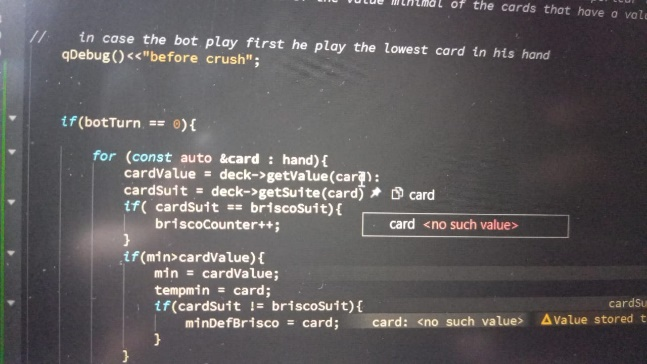 the value minimal of the cards that have a valu
// in case the bot play first he play the lowest card in his hand
qDebug()<<"before crush";
if(botTurn == 0){
for (const auto &card : hand){
cardValue = deck->getValue(card);
cardSuit = deck->getSuite(card) card
if( cardSuit == briscoSuit){
briscoCounter++; card <no such value>
}
if(min>cardValue){
min = cardValue;
tempmin = card;
if(cardSuit != briscoSuit){ cardSu
minDefBrisco = card; card: <no such value> Value stored t
}
}